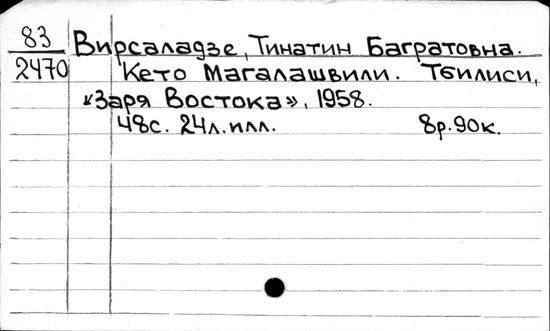 83
2470
Вирсаладзе, Тинатин Багратовна.
Кето Магалашвили. Тбилиси,
«Заря Востока», 1958.
48с. 24л. илл. 8р. 90к.